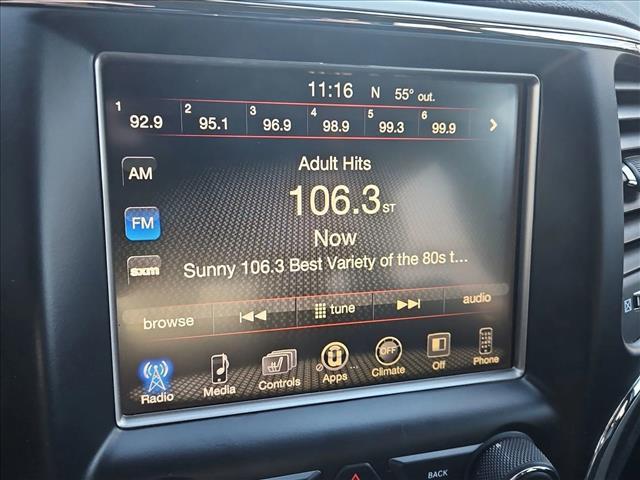 11:16 N 55° out.
1 2 3 4 5 6
92.9 95.1 96.9 98.9 99.3 99.9
Adult Hits
AM
106.3 ST
FM
Now
Sunny 106.3 Best Variety of the 80s t...
sxm
browse tune audio
OFF
Radio Media Controls Apps... Climate Off Phone
BACK